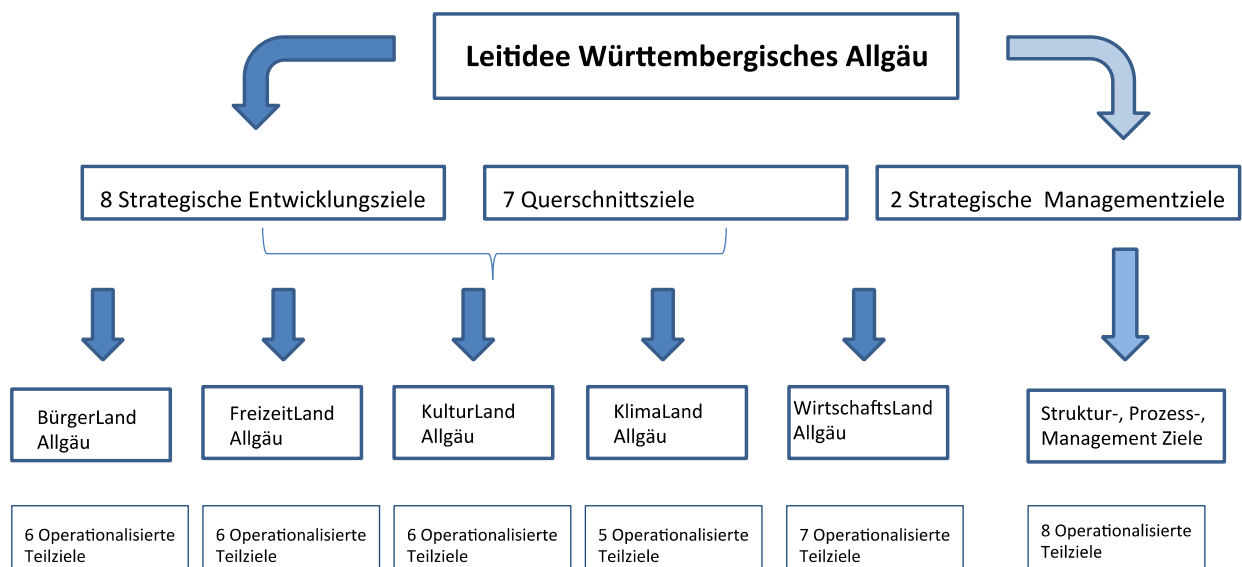 Leitidee Württembergisches Allgäu
8 Strategische Entwicklungsziele
7 Querschnittsziele
2 Strategische Managementziele
BürgerLand
Allgäu
FreizeitLand
Allgäu
KulturLand
Allgäu
KlimaLand
Allgäu
WirtschaftsLand
Allgäu
Struktur-, Prozess-,
Management Ziele
6 Operationalisierte
Teilziele
6 Operationalisierte
Teilziele
6 Operationalisierte
Teilziele
5 Operationalisierte
Teilziele
7 Operationalisierte
Teilziele
8 Operationalisierte
Teilziele